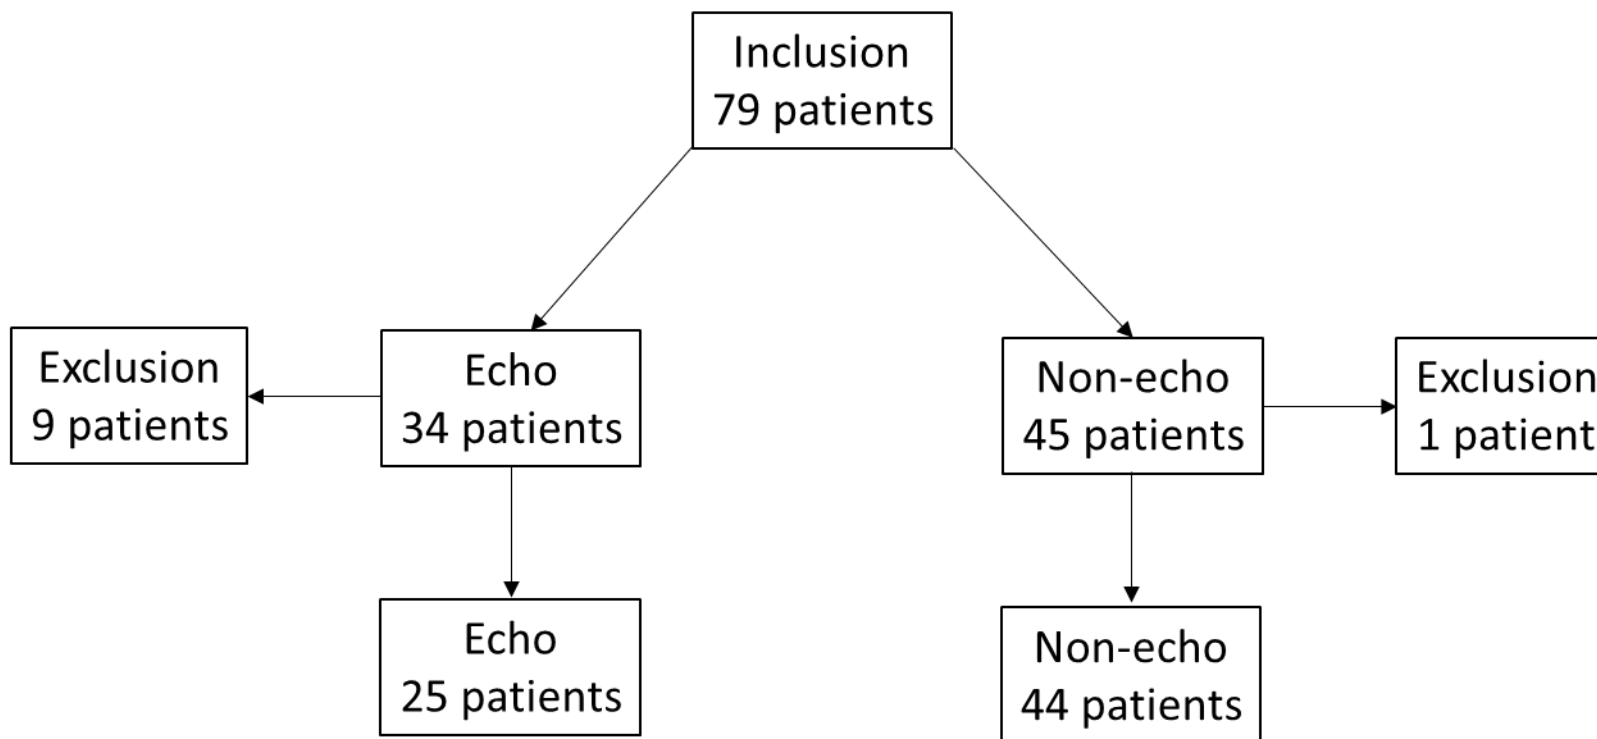 Inclusion
79 patients
Exclusion
9 patients
Echo
34 patients
Non-echo
45 patients
Exclusion
1 patient
Echo
25 patients
Non-echo
44 patients